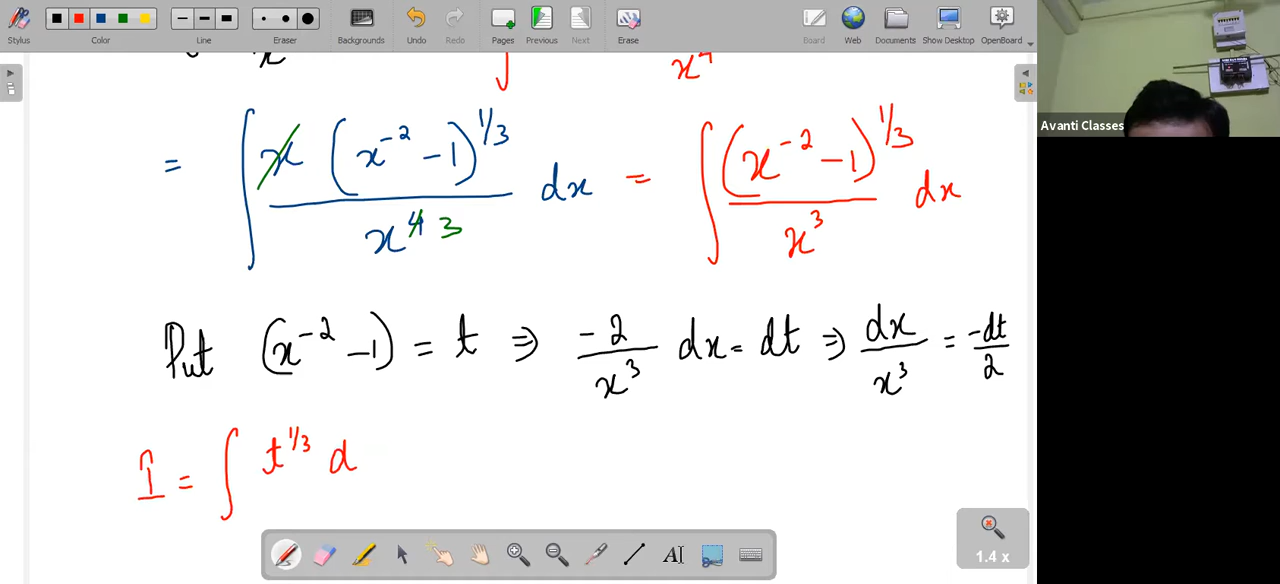 Stylus Color Line Eraser Backgrounds Undo Redo Pages Previous Next Erase Board Web Documents Show Desktop OpenBoard
Avanti Classes
x x⁴
= ∫ x (x⁻² - 1)^1/3 / x⁴ 3 dx = ∫ (x⁻² - 1)^1/3 / x³ dx
Put (x⁻² - 1) = t ⇒ -2/x³ dx = dt ⇒ dx/x³ = -dt/2
I = ∫ t^1/3 d
1.4 x